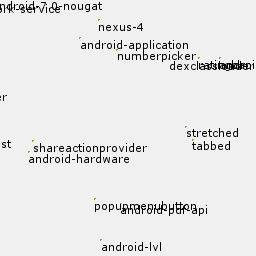 android-7.0-nougat
rk-service
nexus-4
android-application
numberpicker
dexclassloader
er
stretched
st
shareactionprovider
tabbed
android-hardware
popupmenubutton
android-pdf-api
android-lvl